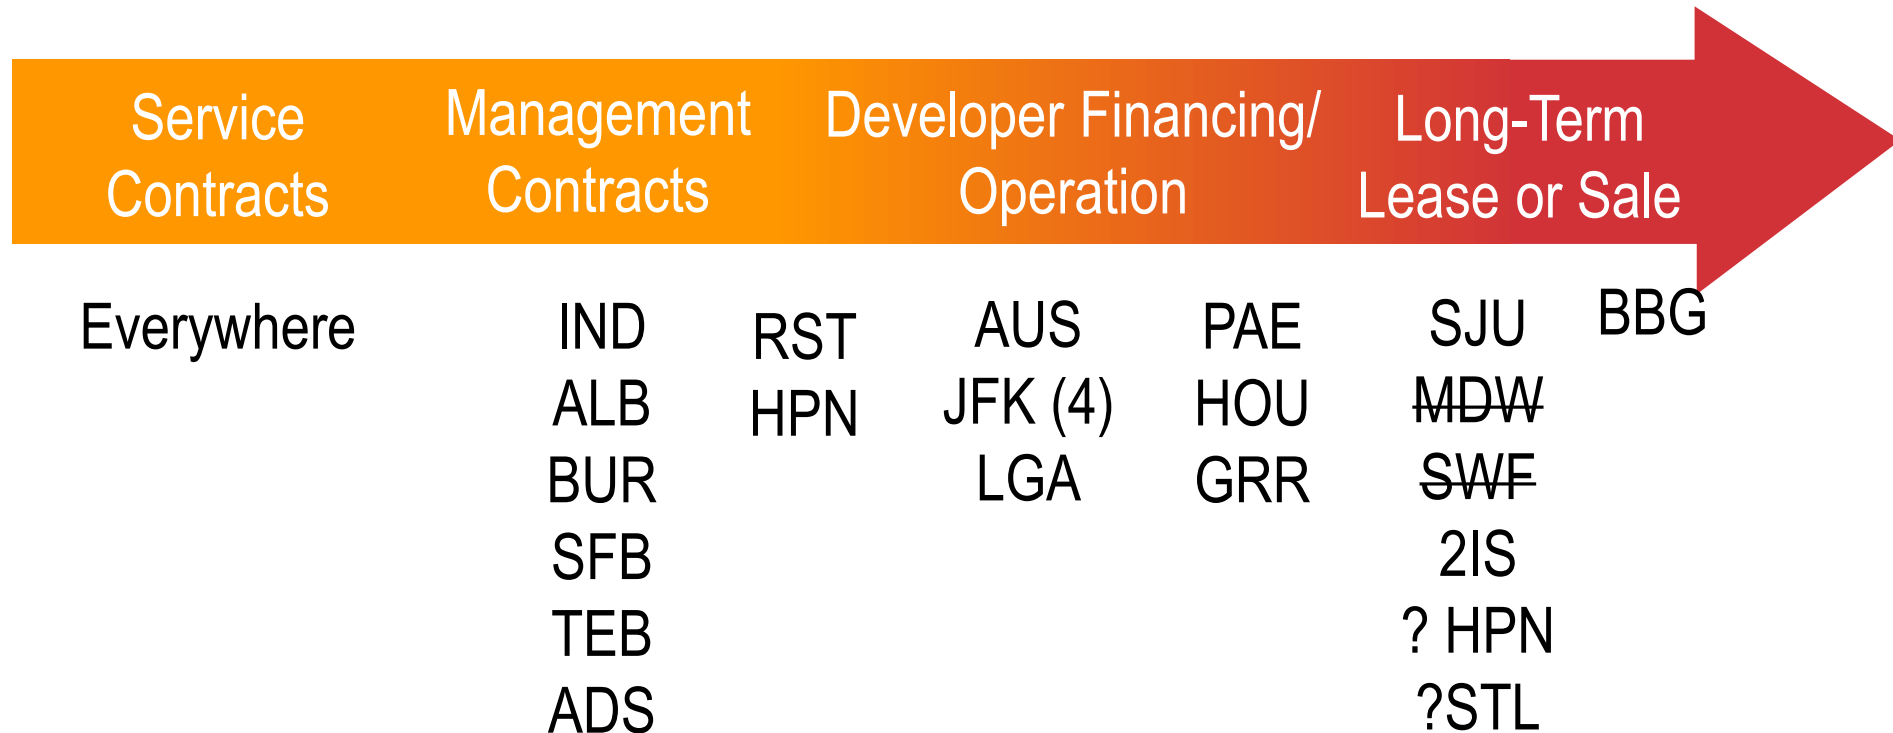 Service
Contracts
Management
Contracts
Developer Financing/
Operation
Long-Term
Lease or Sale
Everywhere
IND
ALB
BUR
SFB
TEB
ADS
RST
HPN
AUS
JFK (4)
LGA
PAE
HOU
GRR
SJU
MDW
SWF
2IS
? HPN
?STL
BBG